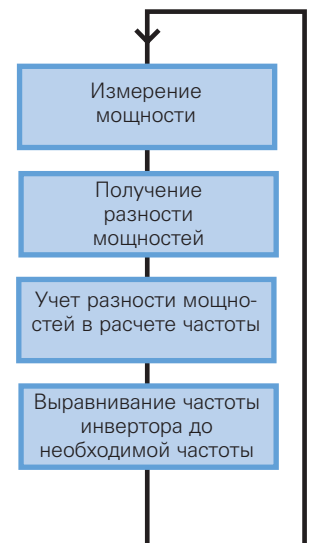 Измерение
мощности
Получение
разности
мощностей
Учет разности мощно-
стей в расчете частоты
Выравнивание частоты
инвертора до
необходимой частоты